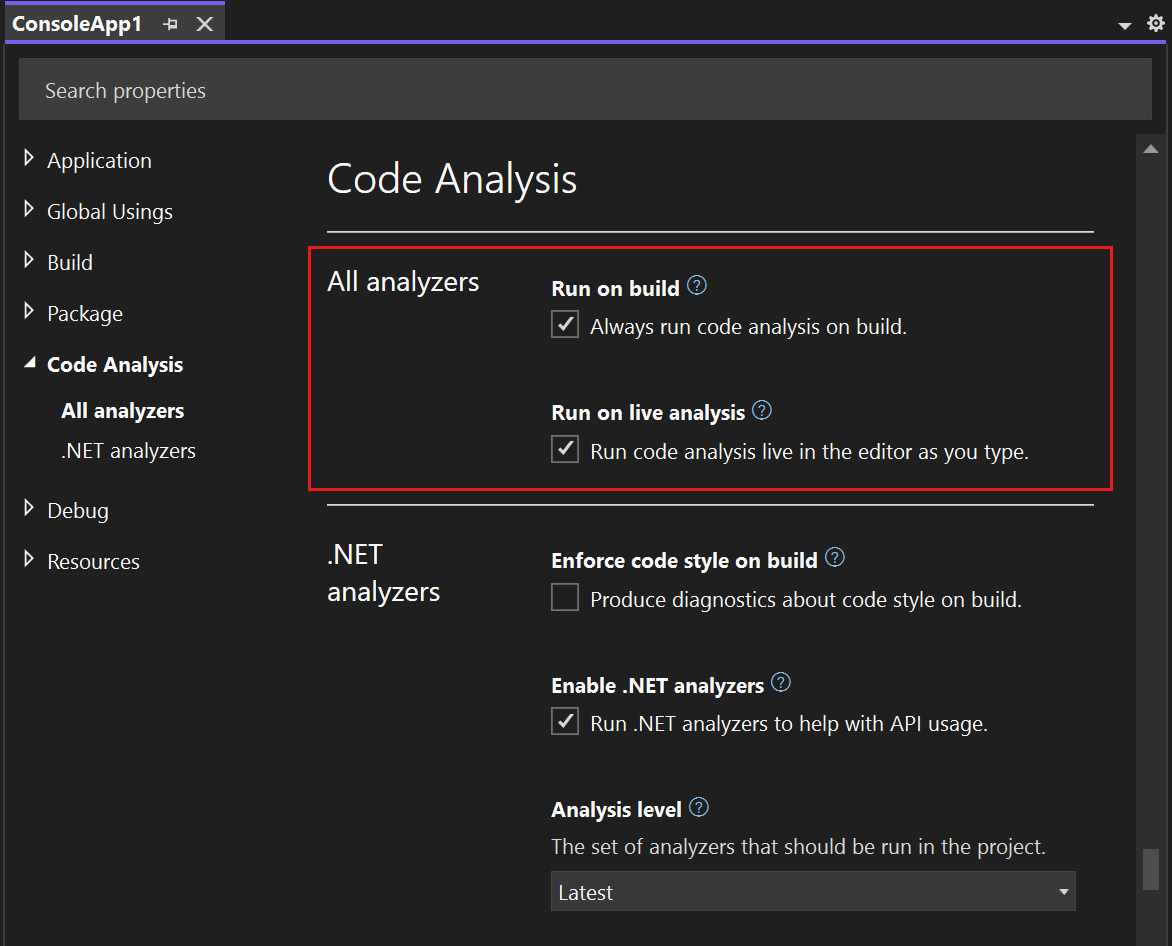 ConsoleApp1
Search properties
Application
Global Usings
Build
Package
Code Analysis
All analyzers
.NET analyzers
Debug
Resources
Code Analysis
All analyzers
Run on build
Always run code analysis on build.
Run on live analysis
Run code analysis live in the editor as you type.
.NET
analyzers
Enforce code style on build
Produce diagnostics about code style on build.
Enable .NET analyzers
Run .NET analyzers to help with API usage.
Analysis level
The set of analyzers that should be run in the project.
Latest